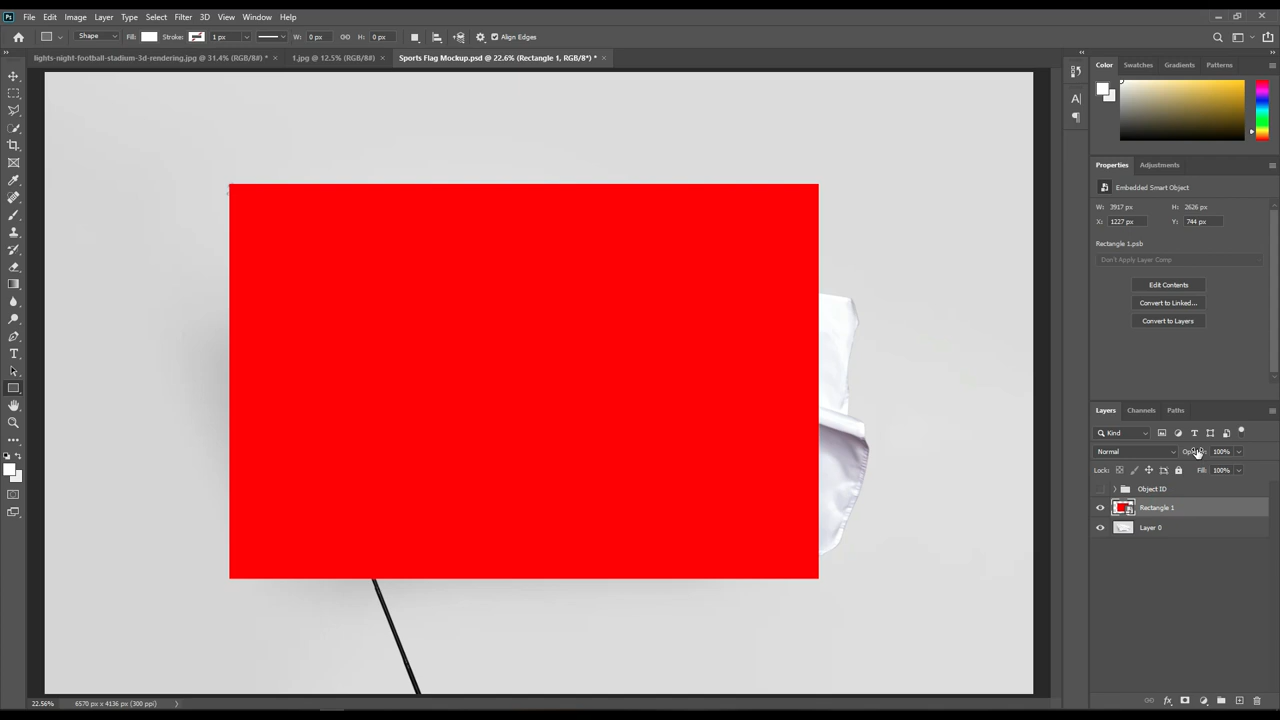 Ps File Edit Image Layer Type Select Filter 3D View Window Help
Shape Fill: Stroke: 1 px W: 0 px H: 0 px Align Edges
lights-night-football-stadium-3d-rendering.jpg @ 31.4% (RGB/8#) * × 1.jpg @ 12.5% (RGB/8#) × Sports Flag Mockup.psd @ 22.6% (Rectangle 1, RGB/8*) * ×
Color Swatches Gradients Patterns
Properties Adjustments
Embedded Smart Object
W: 3917 px H: 2626 px
X: 1227 px Y: 744 px
Rectangle 1.psb
Don't Apply Layer Comp
Edit Contents
Convert to Linked...
Convert to Layers
Layers Channels Paths
Kind
Normal 100%
Lock: Fill: 100%
Object ID
Rectangle 1
Layer 0
22.56% 6570 px x 4136 px (300 ppi)